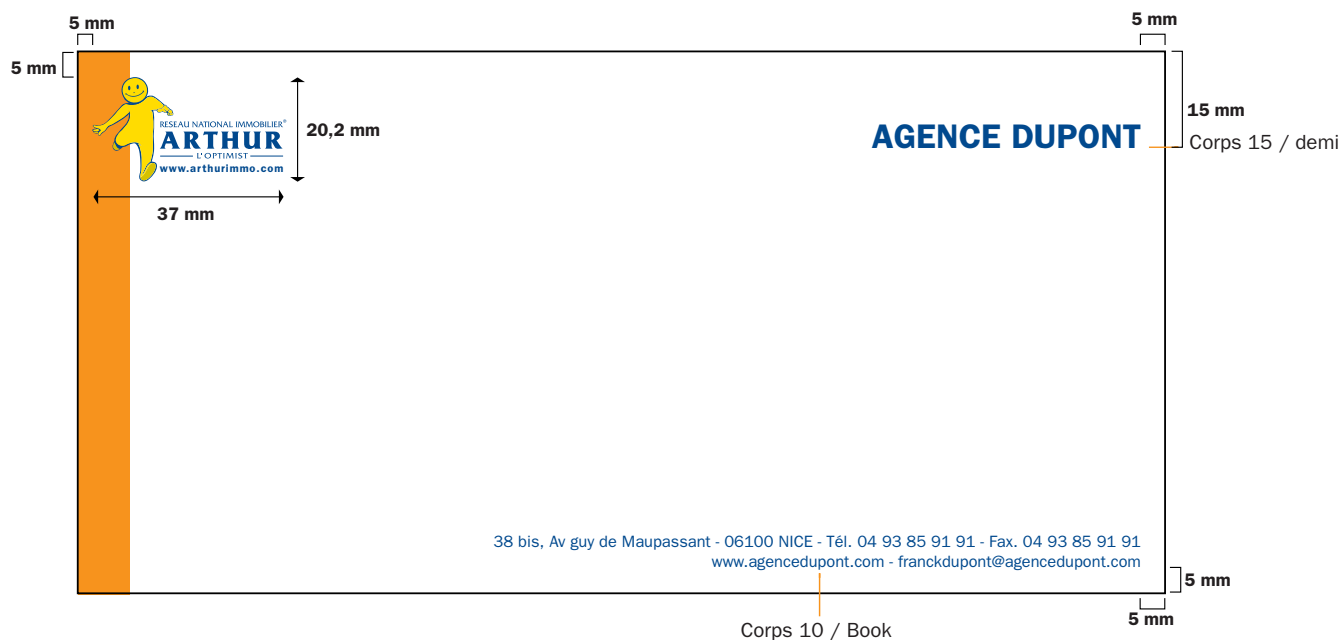 5 mm
5 mm
5 mm
RESEAU NATIONAL IMMOBILIER®
ARTHUR
L'OPTIMIST
www.arthurimmo.com
20,2 mm
37 mm
AGENCE DUPONT
15 mm
Corps 15 / demi
38 bis, Av guy de Maupassant - 06100 NICE - Tél. 04 93 85 91 91 - Fax. 04 93 85 91 91
www.agencedupont.com - franckdupont@agencedupont.com
5 mm
5 mm
Corps 10 / Book